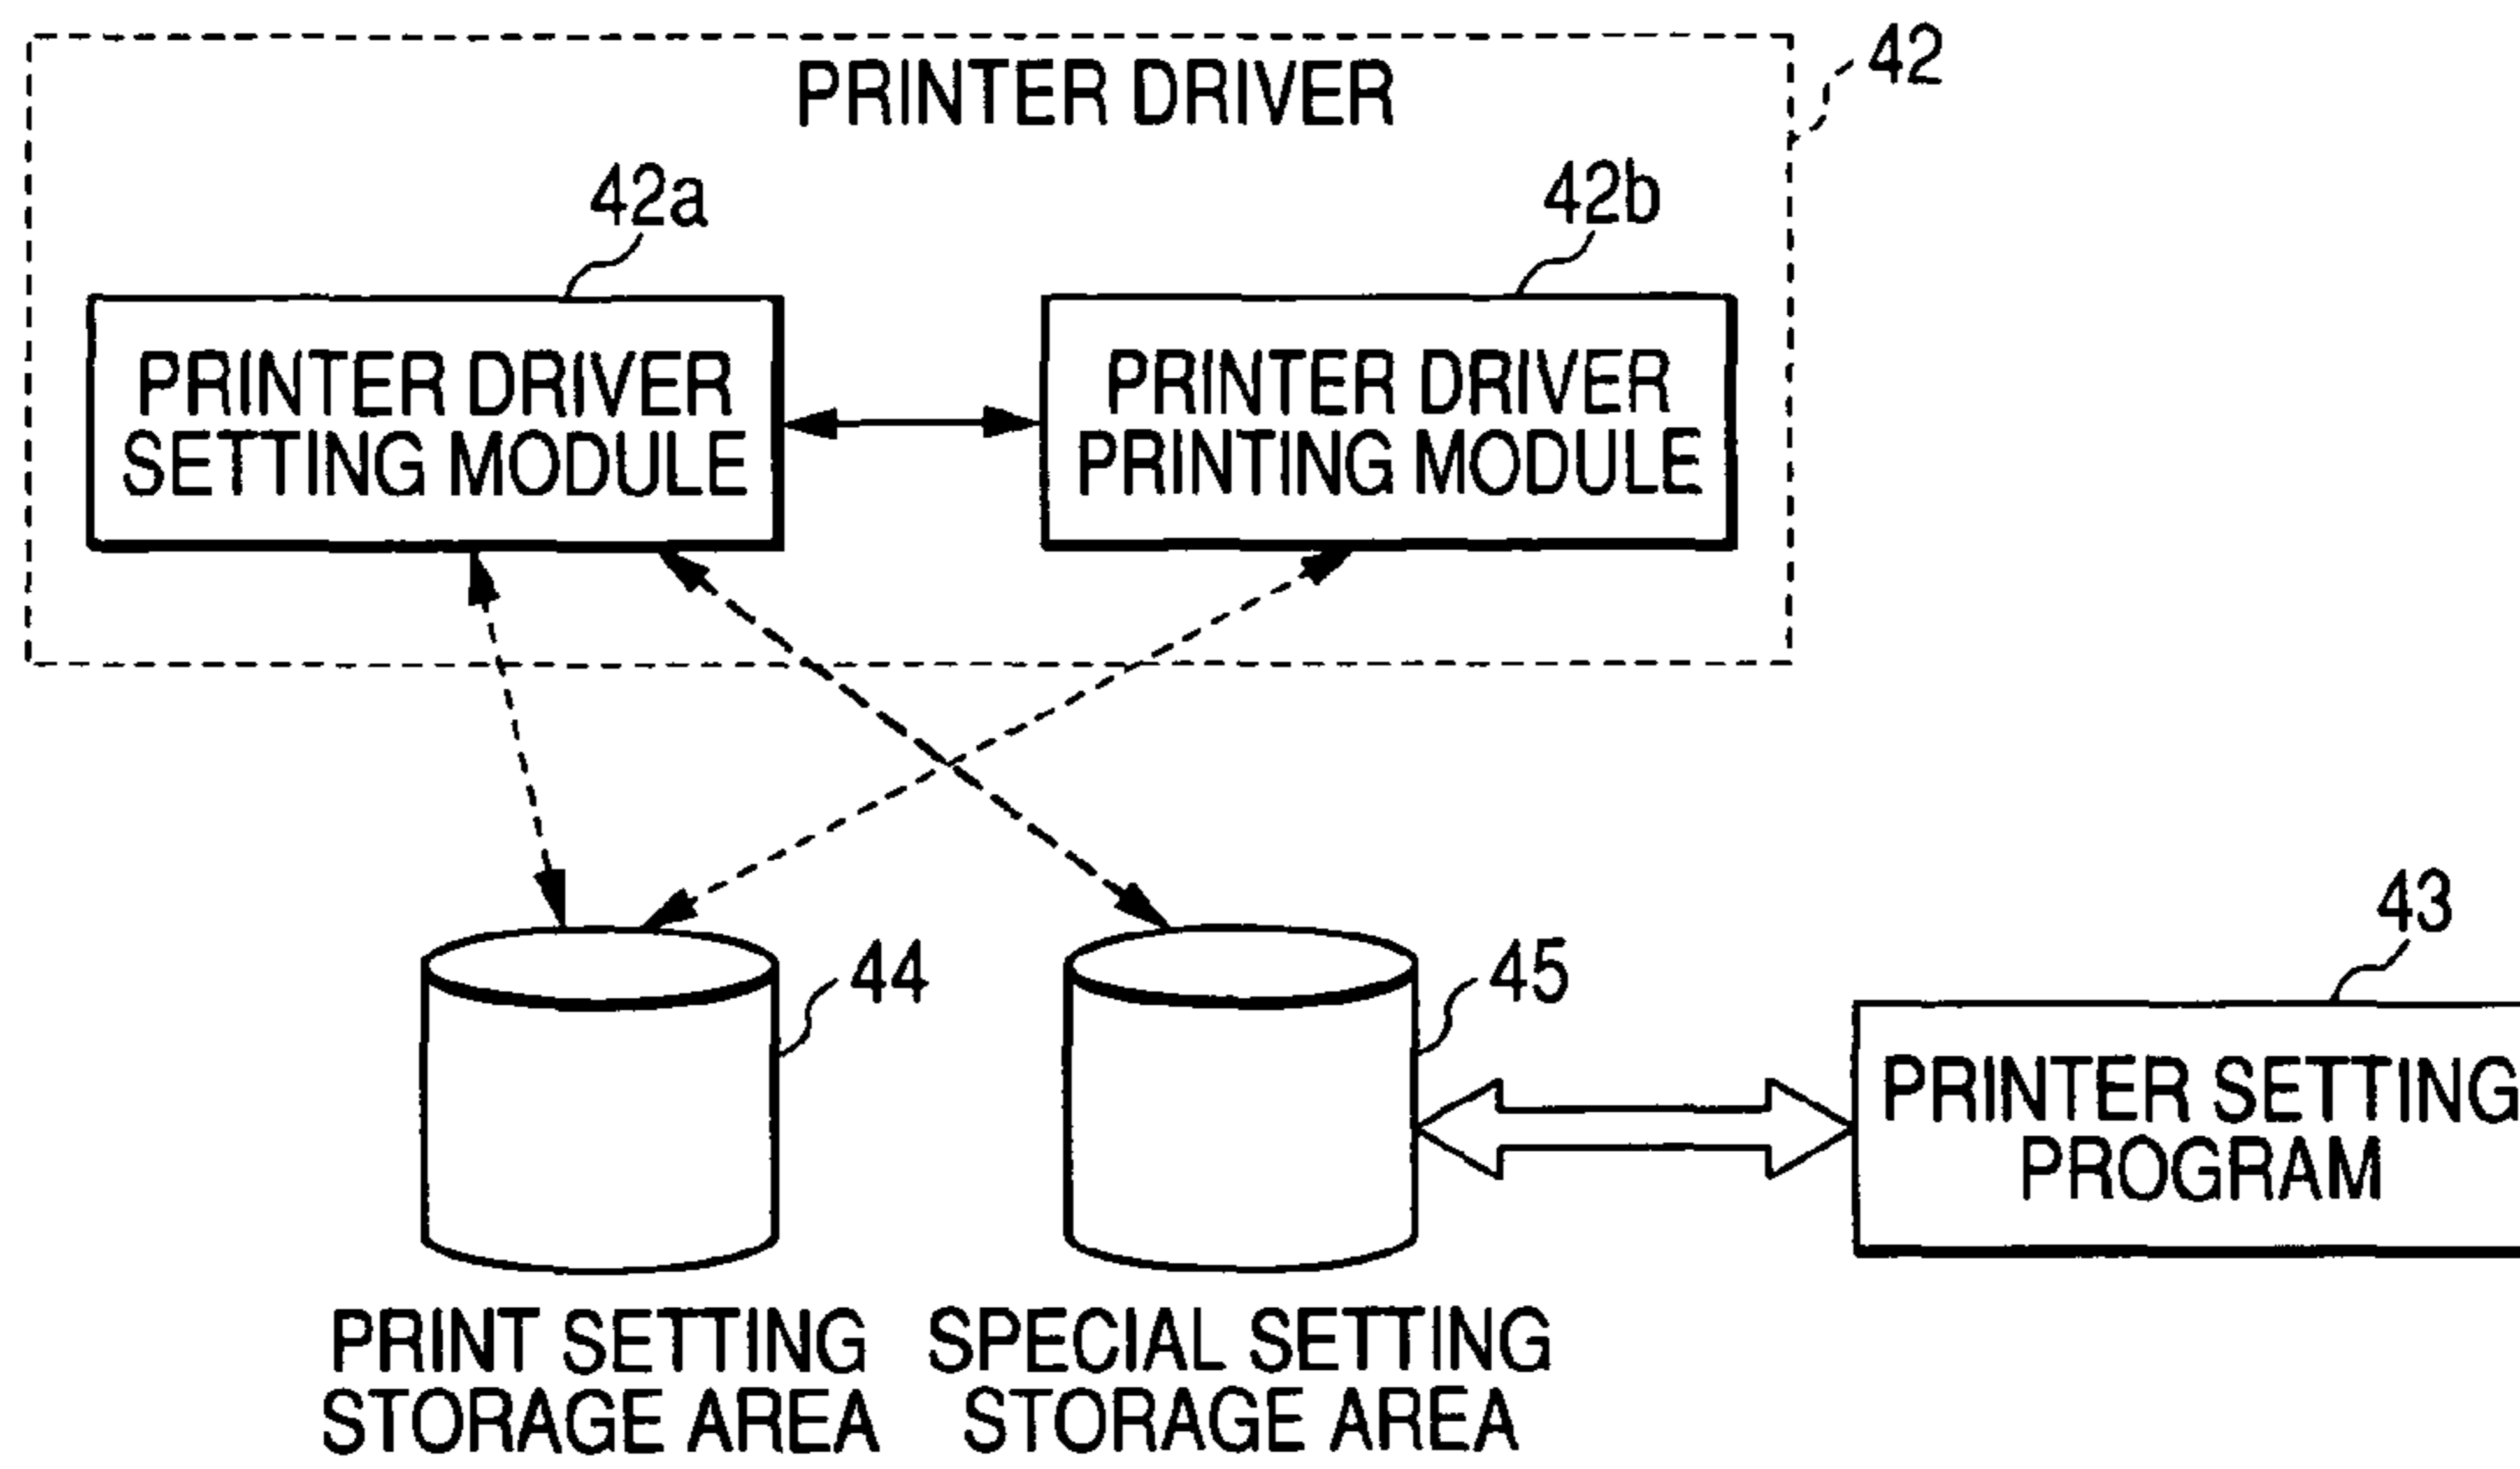 PRINTER DRIVER
42
42a
42b
PRINTER DRIVER
SETTING MODULE
PRINTER DRIVER
PRINTING MODULE
44
45
43
PRINTER SETTING
PROGRAM
PRINT SETTING
STORAGE AREA
SPECIAL SETTING
STORAGE AREA